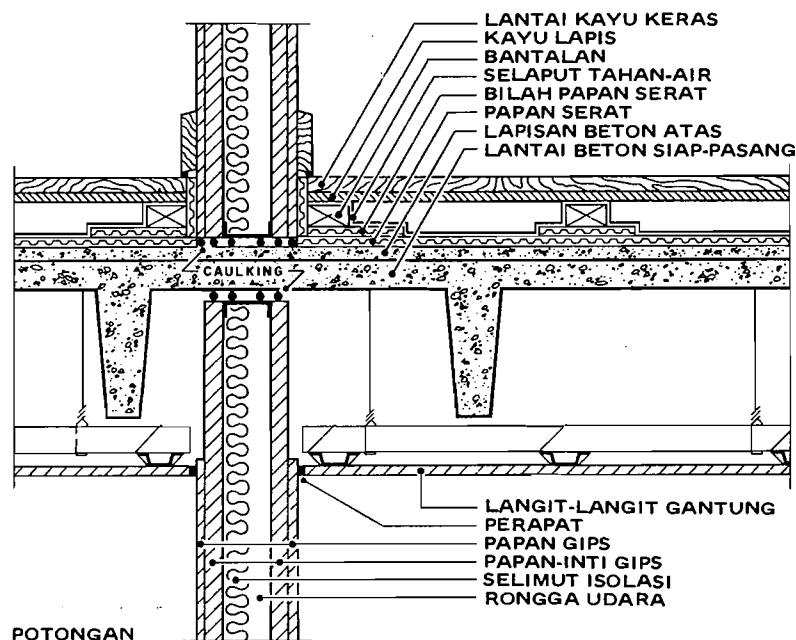 LANTAI KAYU KERAS
KAYU LAPIS
BANTALAN
SELAPUT TAHAN-AIR
BILAH PAPAN SERAT
PAPAN SERAT
LAPISAN BETON ATAS
LANTAI BETON SIAP-PASANG
CAULKING
LANGIT-LANGIT GANTUNG
PERAPAT
PAPAN GIPS
PAPAN-INTI GIPS
SELIMUT ISOLASI
RONGGA UDARA
POTONGAN